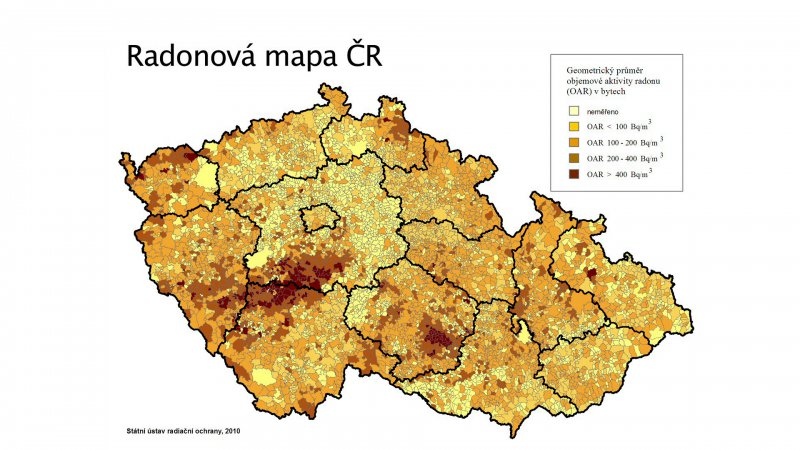 Radonová mapa ČR
Geometrický průměr
objemové aktivity radonu
(OAR) v bytech
neměřeno
OAR < 100 Bq/m³
OAR 100 - 200 Bq/m³
OAR 200 - 400 Bq/m³
OAR > 400 Bq/m³
Státní ústav radiační ochrany, 2010